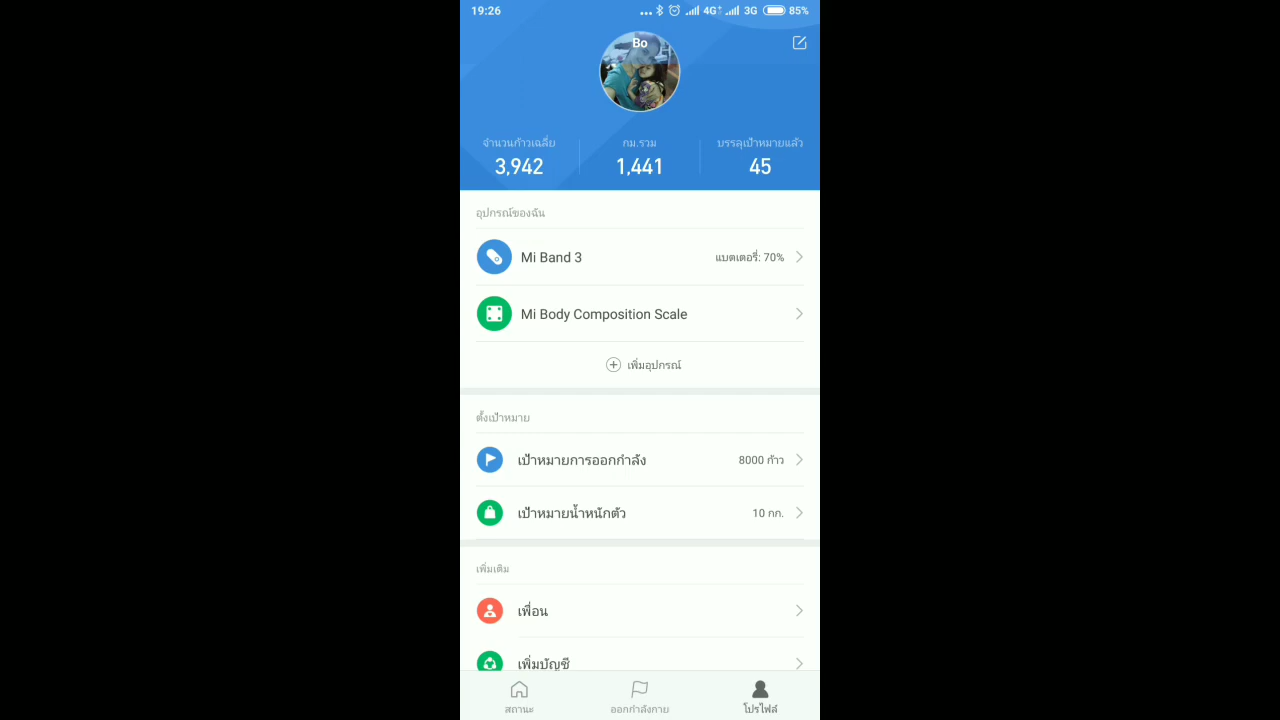 19:26
4G+ 3G 85%
Bo
จำนวนก้าวเฉลี่ย
3,942
กม.รวม
1,441
บรรลุเป้าหมายแล้ว
45
อุปกรณ์ของฉัน
Mi Band 3 แบตเตอรี่: 70%
Mi Body Composition Scale
เพิ่มอุปกรณ์
ตั้งเป้าหมาย
เป้าหมายการออกกำลัง 8000 ก้าว
เป้าหมายน้ำหนักตัว 10 กก.
เพิ่มเติม
เพื่อน
เพิ่มบัญชี
สถานะ
ออกกำลังกาย
โปรไฟล์